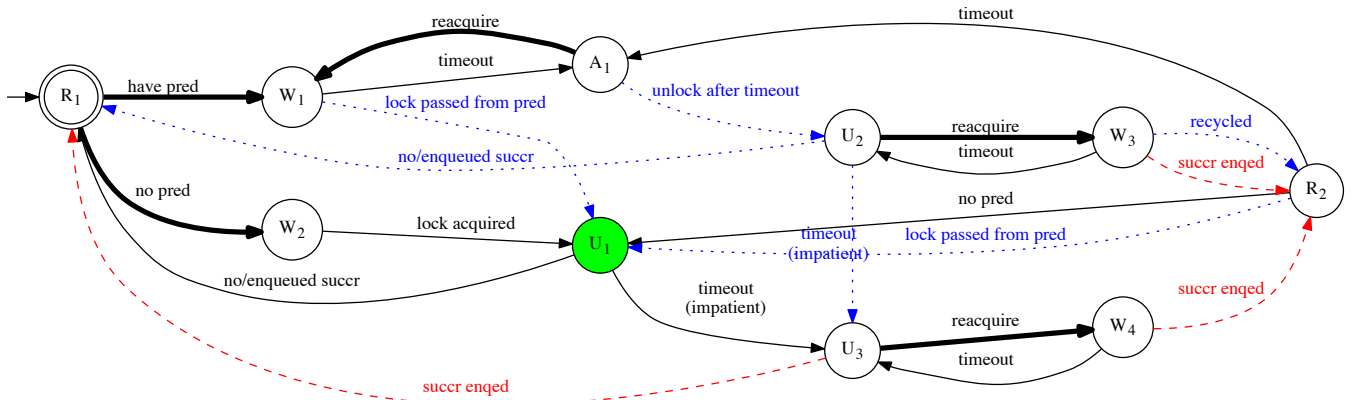 timeout
reacquire
timeout
A₁
have pred
R₁
W₁
lock passed from pred
unlock after timeout
U₂
reacquire
timeout
W₃
recycled
succr enqed
R₂
no/enqueued succr
no pred
W₂
lock acquired
U₁
no pred
timeout
(impatient)
lock passed from pred
no/enqueued succr
timeout
(impatient)
succr enqed
reacquire
W₄
U₃
timeout
succr enqed